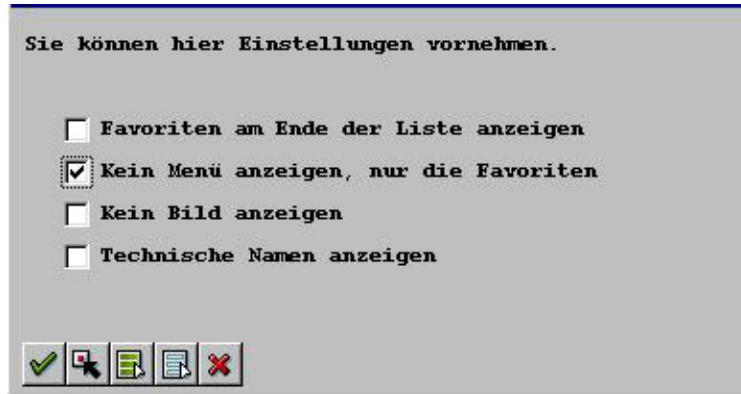 Sie können hier Einstellungen vornehmen.
Favoriten am Ende der Liste anzeigen
Kein Menü anzeigen, nur die Favoriten
Kein Bild anzeigen
Technische Namen anzeigen